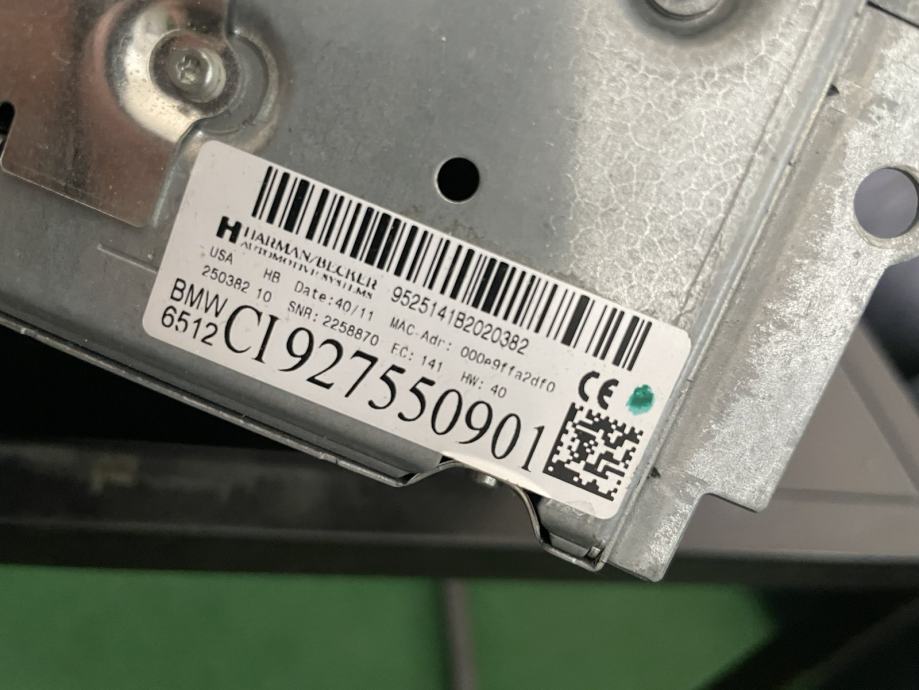 9525141B2020382
H HARMAN/BECKER
AUTOMOTIVE SYSTEMS
USA HB Date:40/11 MAC-Adr: 000e9ffa2df0
250382 10 SNR:2258870 FC: 141 HW: 40
BMW CI 927550901
6512
CE